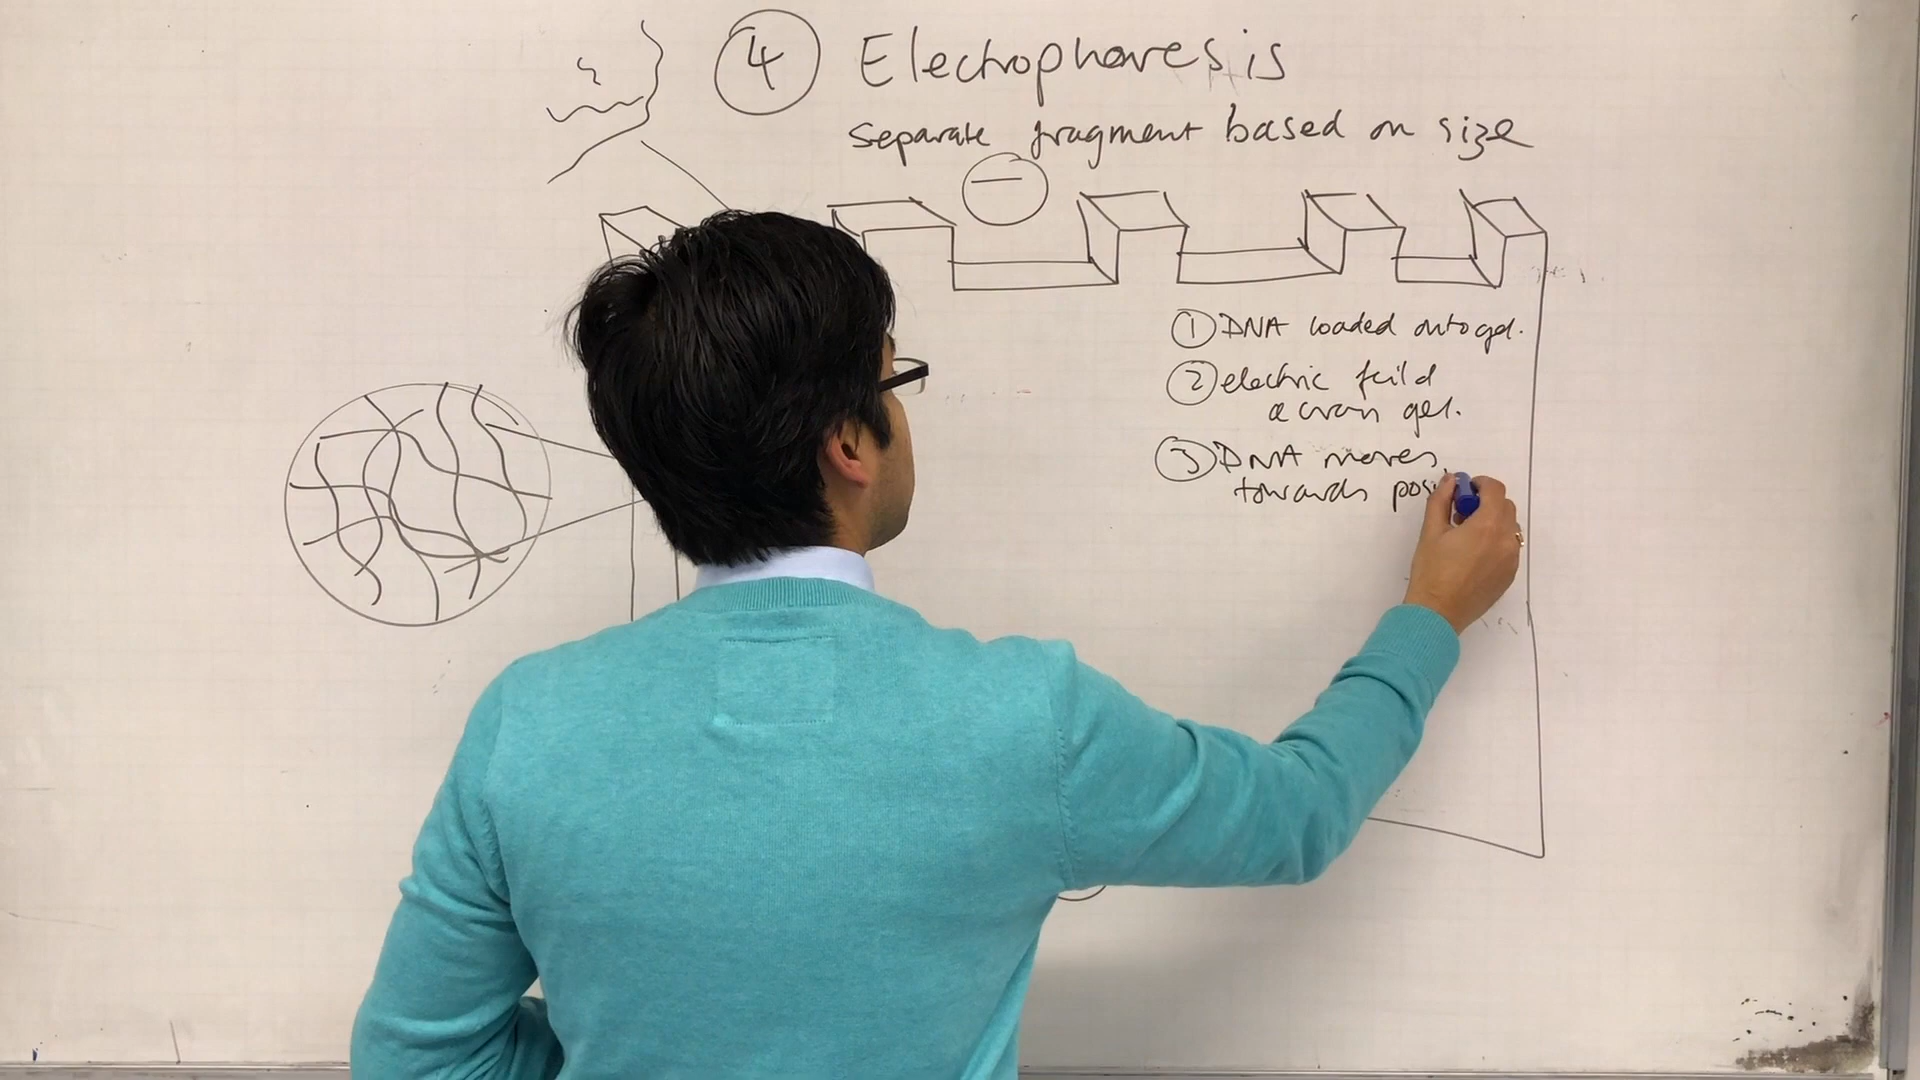 4 Electrophoresis
separate fragment based on size
−
1 DNA loaded onto gel.
2 electric feild
across gel.
3 DNA moves
towards posi